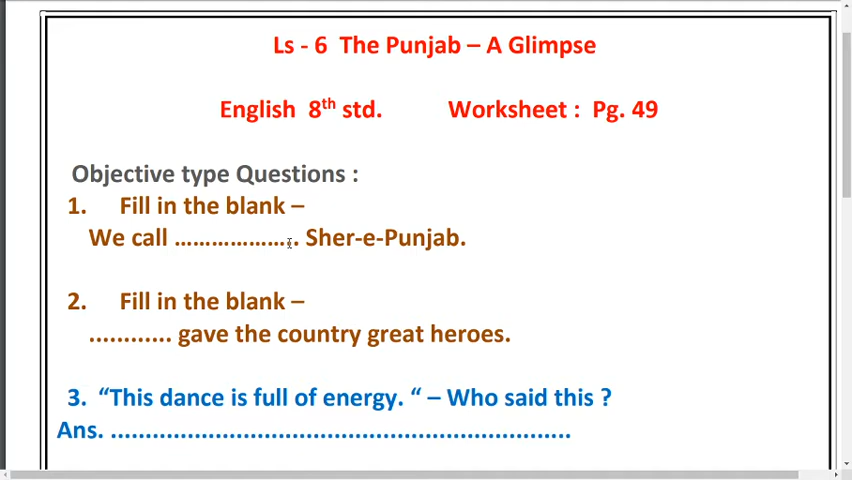 Ls - 6 The Punjab – A Glimpse
English 8th std. Worksheet : Pg. 49
Objective type Questions :
1. Fill in the blank –
We call ………………… Sher-e-Punjab.
2. Fill in the blank –
............ gave the country great heroes.
3. “This dance is full of energy. “ – Who said this ?
Ans. ..................................................................